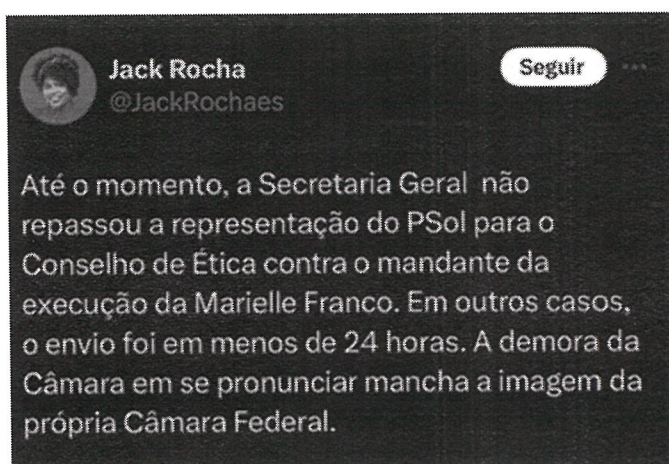 Jack Rocha
Seguir
@JackRochaes
Até o momento, a Secretaria Geral não
repassou a representação do PSol para o
Conselho de Ética contra o mandante da
execução da Marielle Franco. Em outros casos,
o envio foi em menos de 24 horas. A demora da
Câmara em se pronunciar mancha a imagem da
própria Câmara Federal.